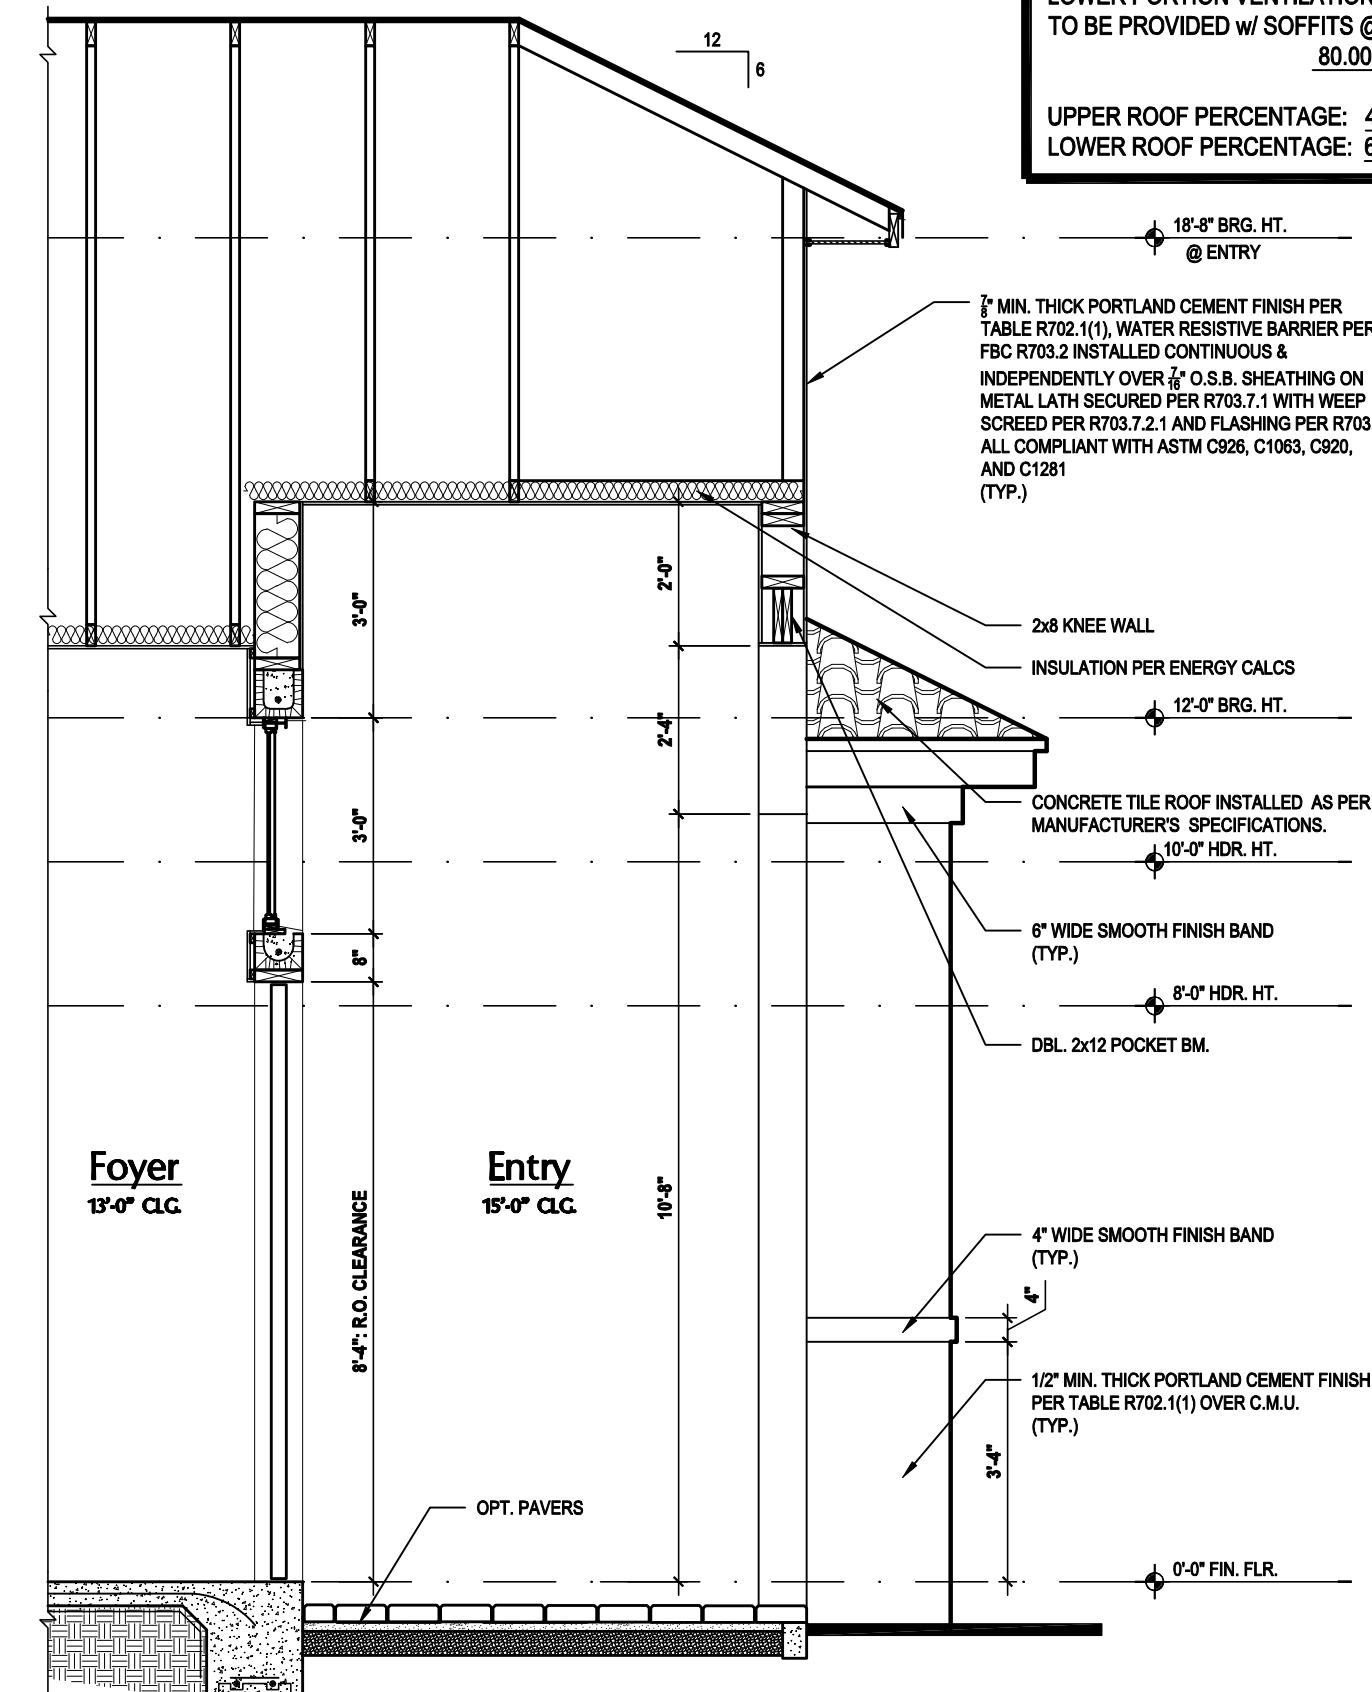 LOWER PORTION VENTILATION
TO BE PROVIDED w/ SOFFITS @
80.00
UPPER ROOF PERCENTAGE: 4
LOWER ROOF PERCENTAGE: 6
12
6
18'-8" BRG. HT.
@ ENTRY
7/8" MIN. THICK PORTLAND CEMENT FINISH PER
TABLE R702.1(1), WATER RESISTIVE BARRIER PER
FBC R703.2 INSTALLED CONTINUOUS &
INDEPENDENTLY OVER 7/16" O.S.B. SHEATHING ON
METAL LATH SECURED PER R703.7.1 WITH WEEP
SCREED PER R703.7.2.1 AND FLASHING PER R703
ALL COMPLIANT WITH ASTM C926, C1063, C920,
AND C1281
(TYP.)
3'-0"
2'-0"
2x8 KNEE WALL
INSULATION PER ENERGY CALCS
12'-0" BRG. HT.
2'-4"
3'-0"
CONCRETE TILE ROOF INSTALLED AS PER
MANUFACTURER'S SPECIFICATIONS.
10'-0" HDR. HT.
6" WIDE SMOOTH FINISH BAND
(TYP.)
8"
8'-0" HDR. HT.
DBL. 2x12 POCKET BM.
Foyer
13'-0" CLG.
Entry
15'-0" CLG.
8'-4": R.O. CLEARANCE
10'-8"
4" WIDE SMOOTH FINISH BAND
(TYP.)
4"
1/2" MIN. THICK PORTLAND CEMENT FINISH
PER TABLE R702.1(1) OVER C.M.U.
(TYP.)
3'-4"
OPT. PAVERS
0'-0" FIN. FLR.